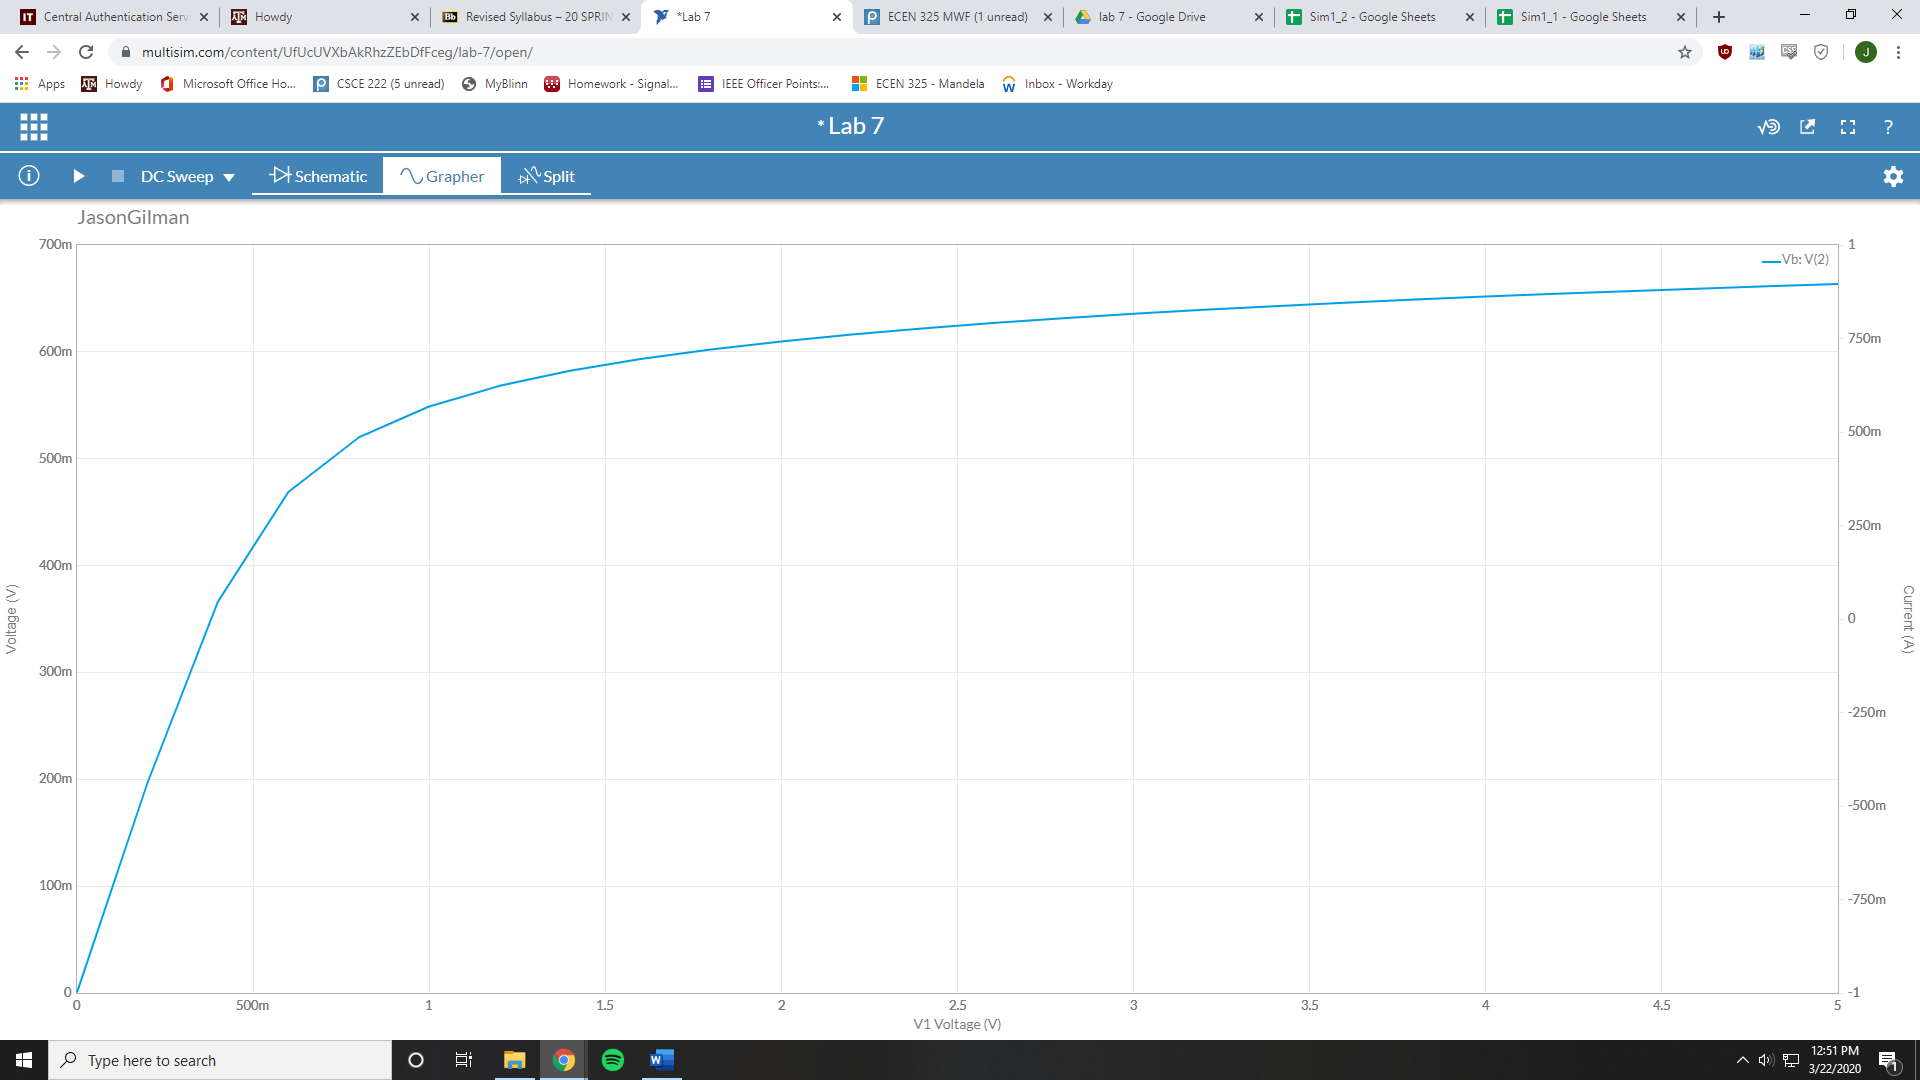 Central Authentication Serv
Howdy
Revised Syllabus – 20 SPRIN
*Lab 7
ECEN 325 MWF (1 unread)
lab 7 - Google Drive
Sim1_2 - Google Sheets
Sim1_1 - Google Sheets
multisim.com/content/UfUcUVXbAkRhzZEbDfFceg/lab-7/open/
J
Apps
Howdy
Microsoft Office Ho...
CSCE 222 (5 unread)
MyBlinn
Homework - Signal...
IEEE Officer Points:...
ECEN 325 - Mandela
Inbox - Workday
*Lab 7
?
DC Sweep
Schematic
Grapher
Split
JasonGilman
Vb: V(2)
700m
600m
500m
400m
300m
200m
100m
0
Voltage (V)
1
750m
500m
250m
0
-250m
-500m
-750m
-1
Current (A)
0
500m
1
1.5
2
2.5
3
3.5
4
4.5
5
V1 Voltage (V)
Type here to search
12:51 PM
3/22/2020
1